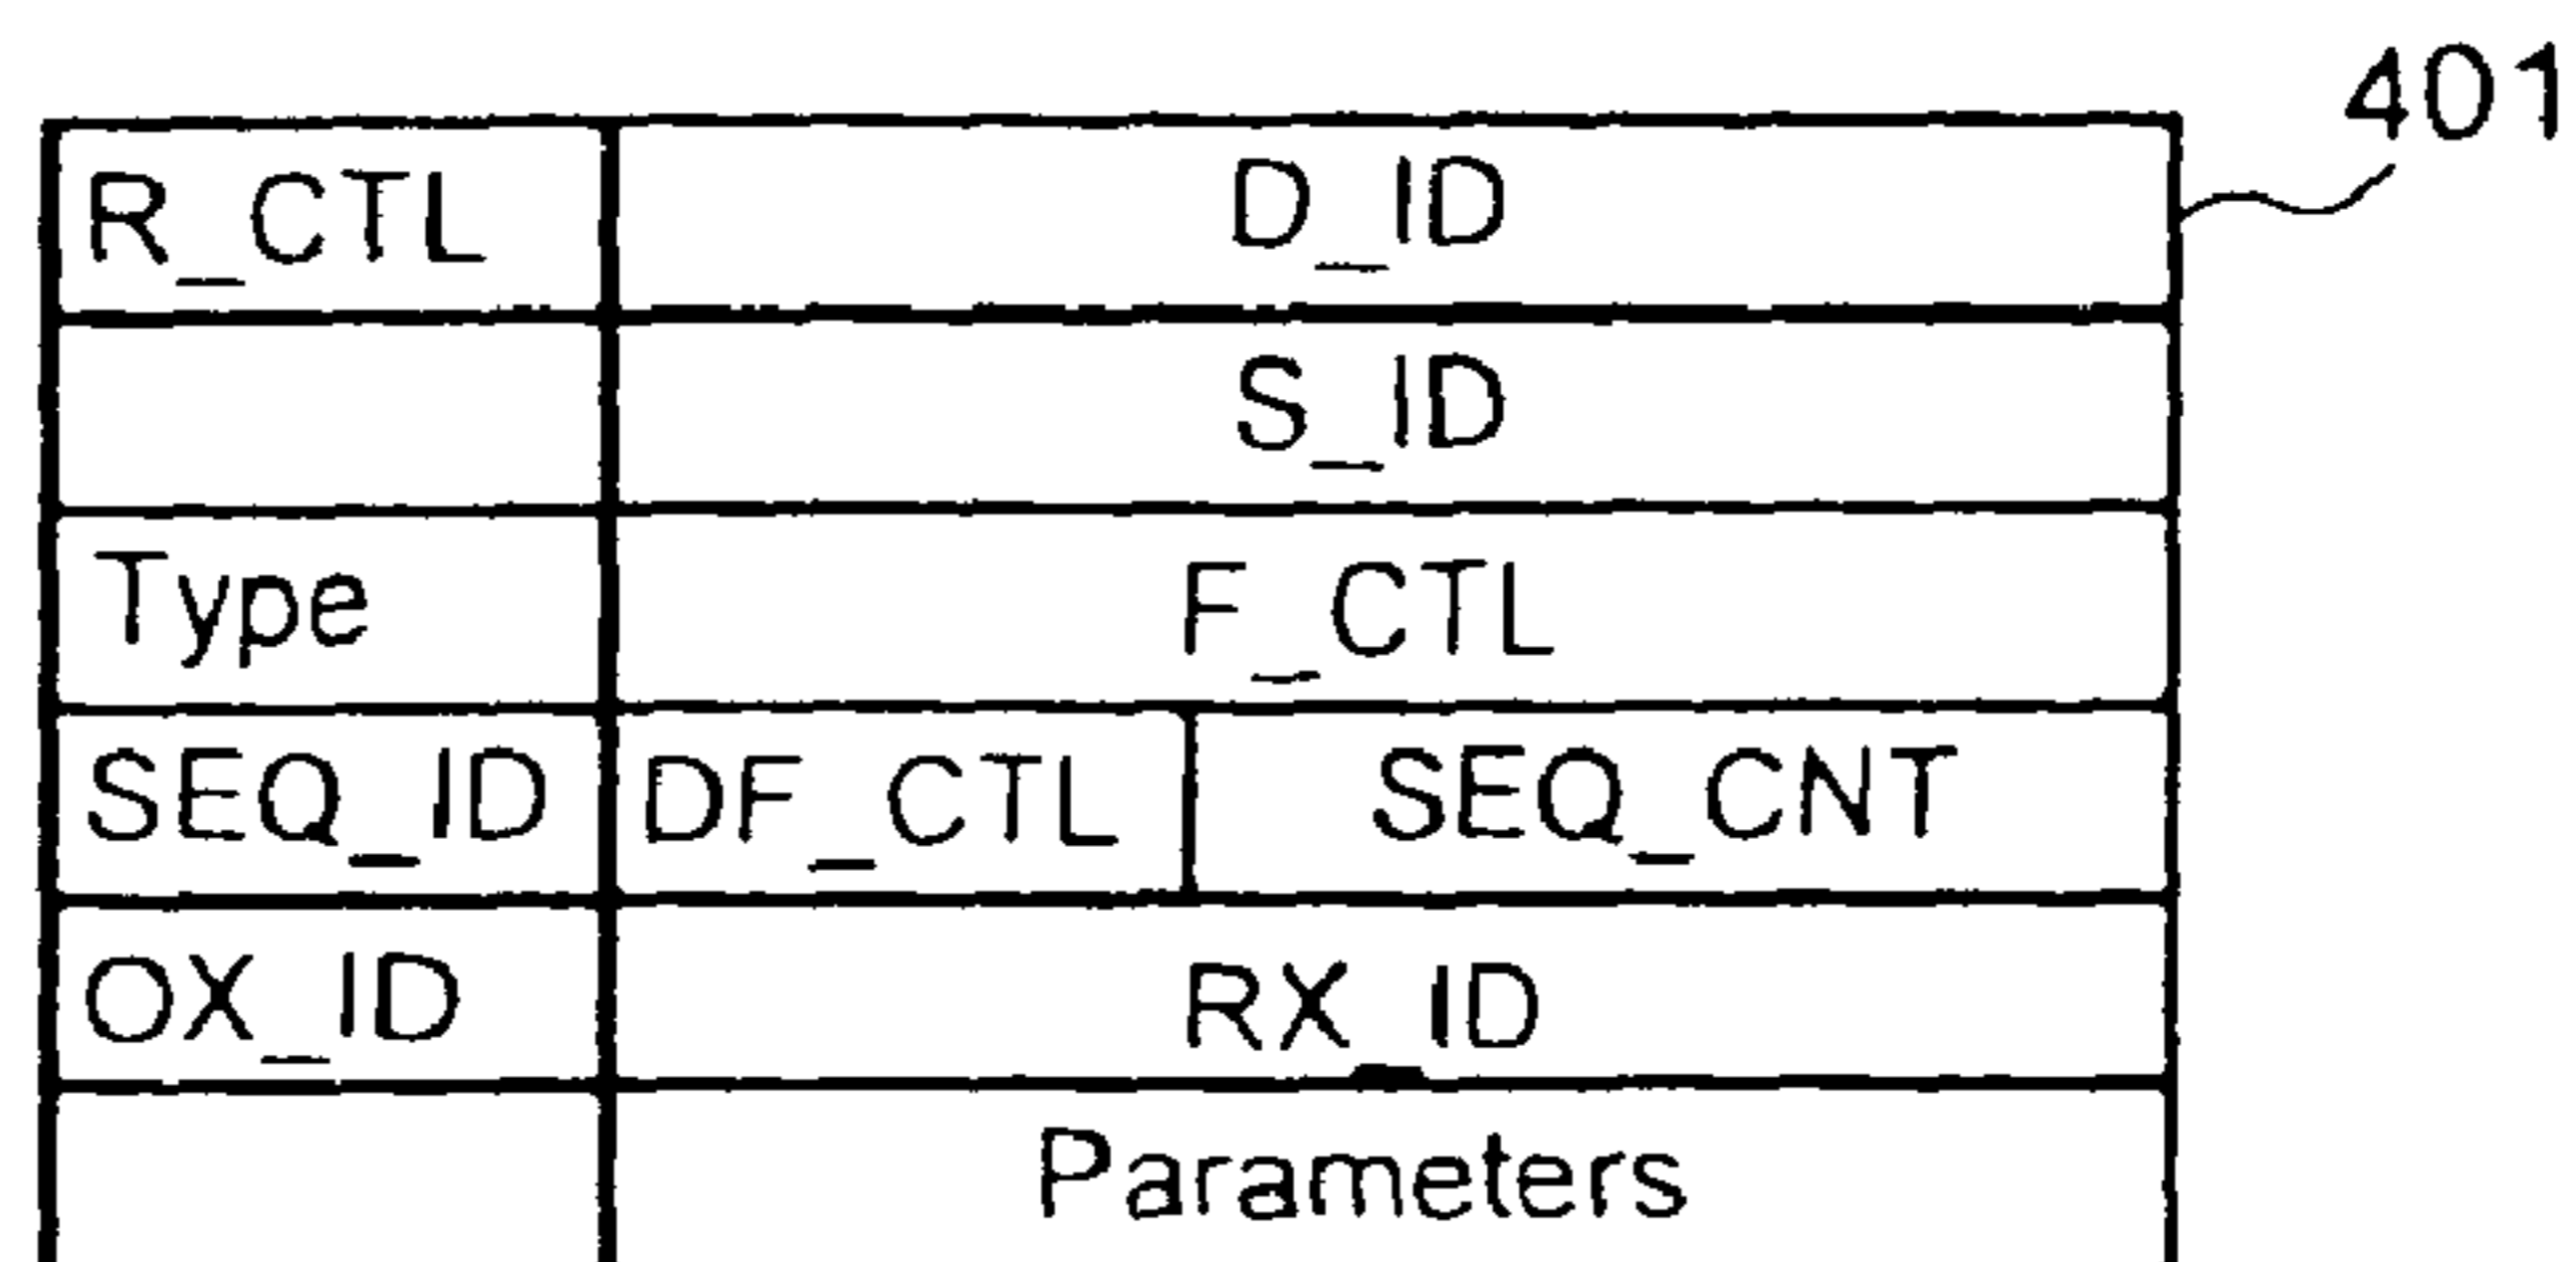 401
R_CTL D_ID
S_ID
Type F_CTL
SEQ_ID DF_CTL SEQ_CNT
OX_ID RX_ID
Parameters